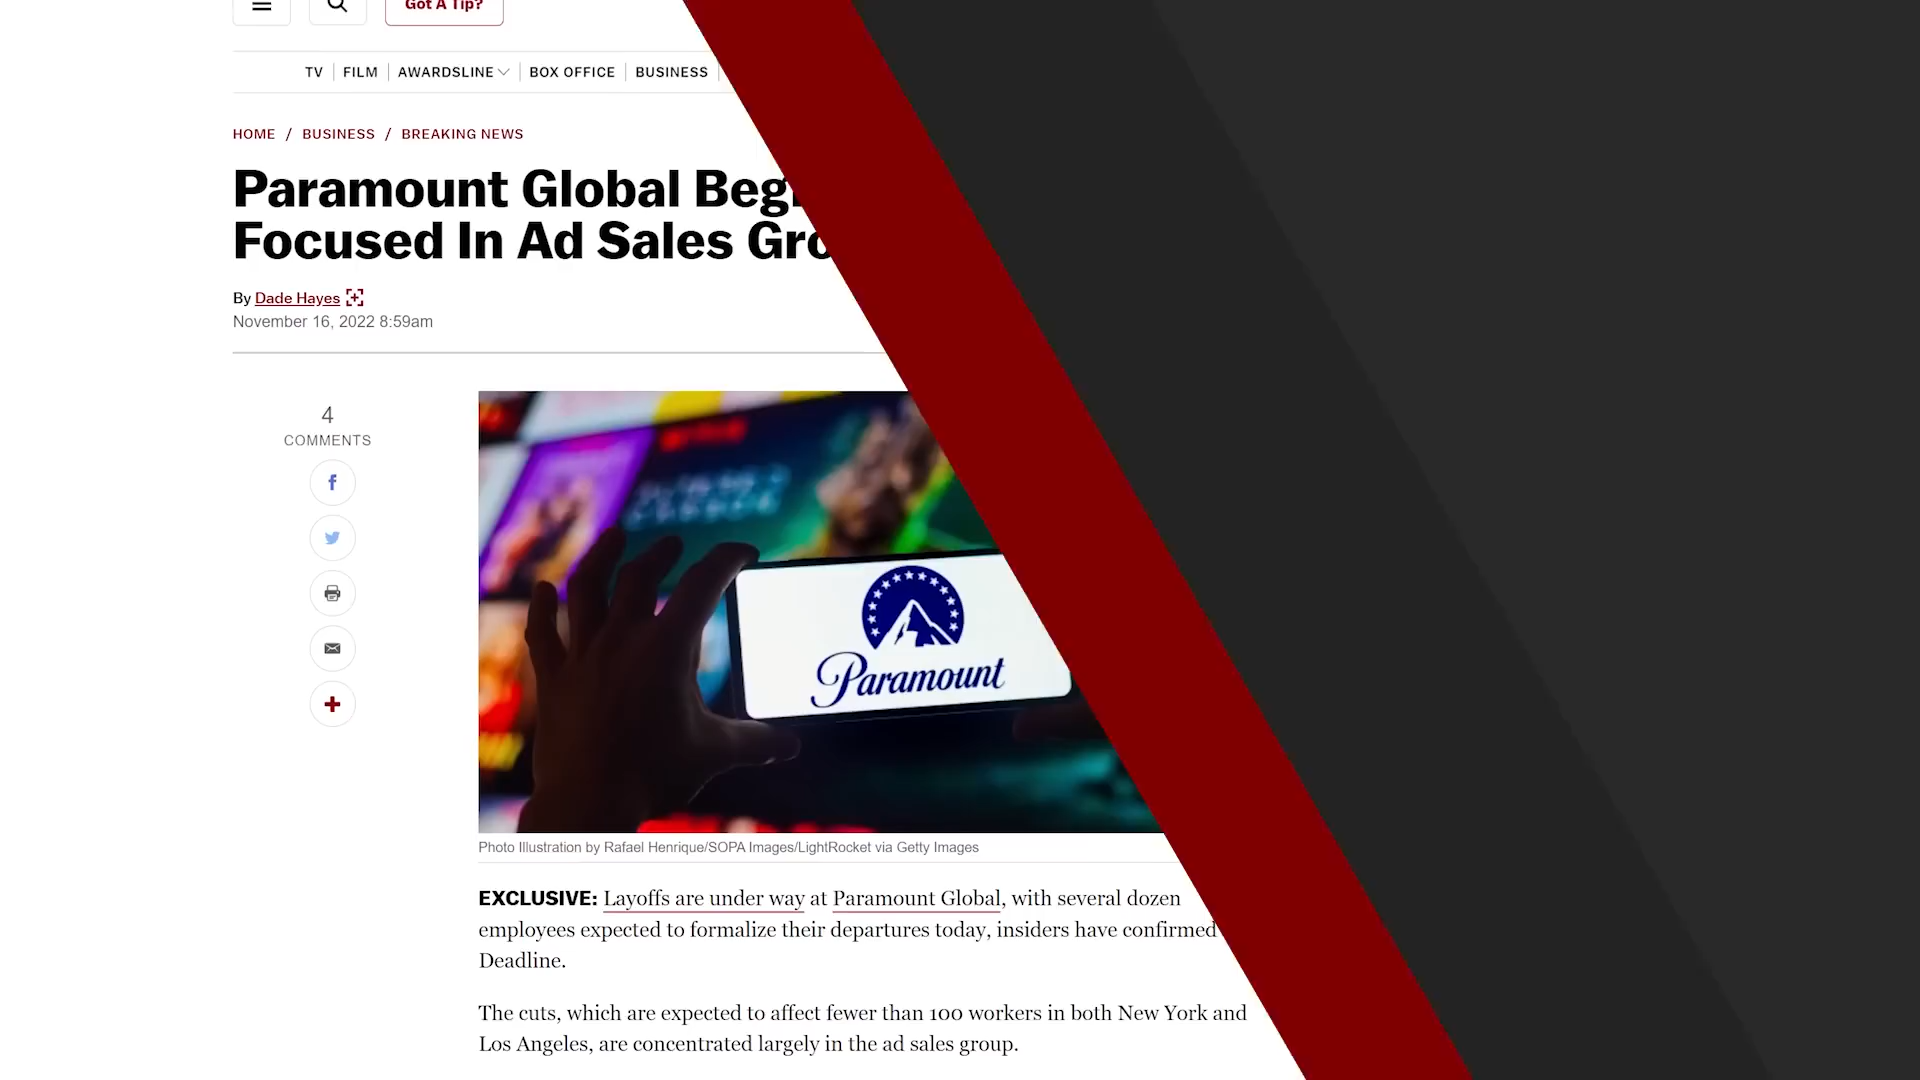 Got A Tip?
TV FILM AWARDSLINE BOX OFFICE BUSINESS
HOME / BUSINESS / BREAKING NEWS
Paramount Global
Focused In Ad Sales
By Dade Hayes
November 16, 2022 8:59am
4
COMMENTS
Paramount
Photo Illustration by Rafael Henrique/SOPA Images/LightRocket via Getty Images
EXCLUSIVE: Layoffs are under way at Paramount Global, with several dozen
employees expected to formalize their departures today, insiders have confirmed
Deadline.
The cuts, which are expected to affect fewer than 100 workers in both New York and
Los Angeles, are concentrated largely in the ad sales group.